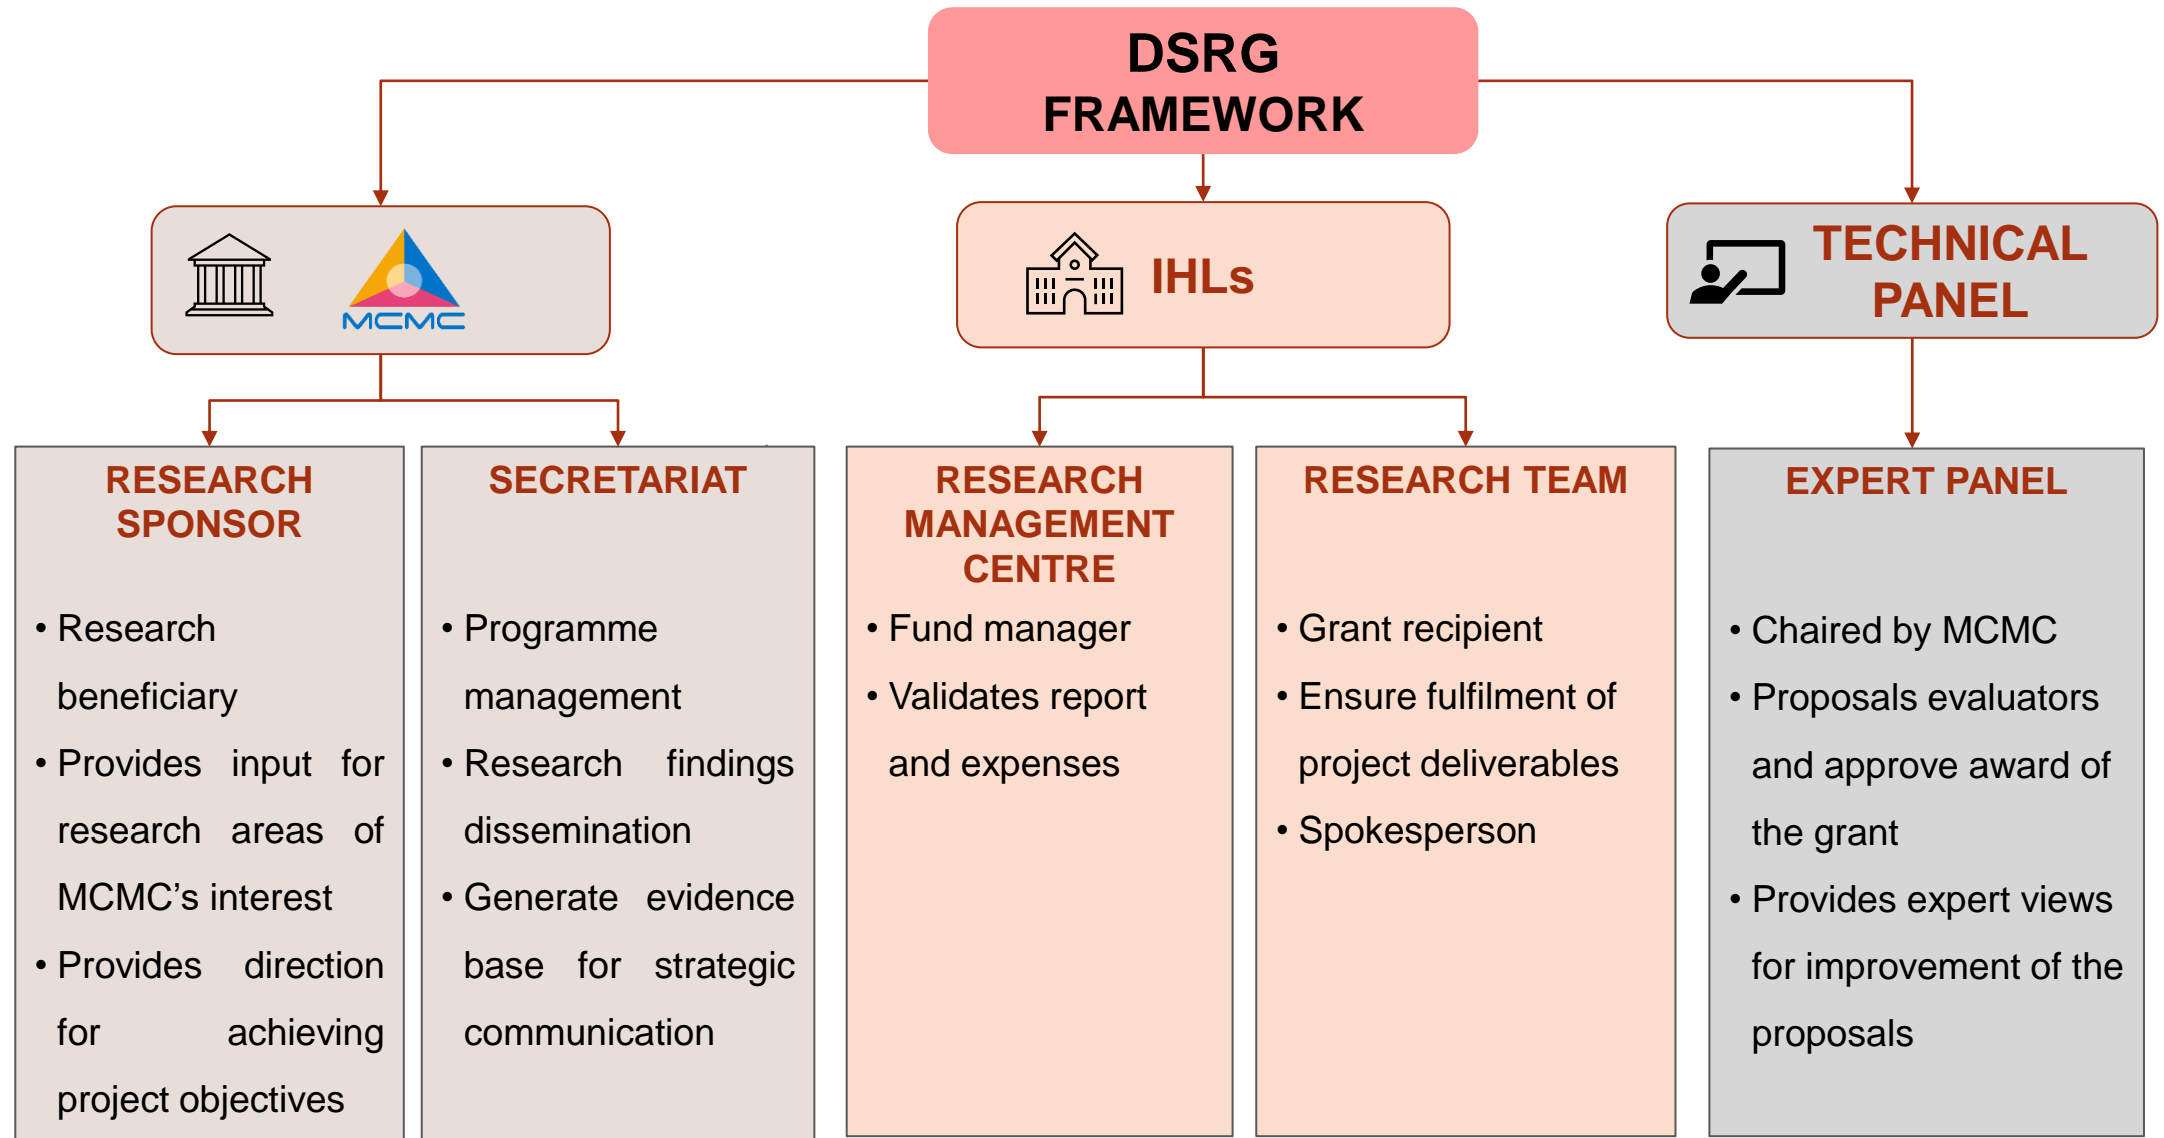 DSRG
FRAMEWORK
MCMC
IHLs
TECHNICAL
PANEL
RESEARCH
SPONSOR
• Research
beneficiary
• Provides input for
research areas of
MCMC’s interest
• Provides direction
for achieving
project objectives
SECRETARIAT
• Programme
management
• Research findings
dissemination
• Generate evidence
base for strategic
communication
RESEARCH
MANAGEMENT
CENTRE
• Fund manager
• Validates report
and expenses
RESEARCH TEAM
• Grant recipient
• Ensure fulfilment of
project deliverables
• Spokesperson
EXPERT PANEL
• Chaired by MCMC
• Proposals evaluators
and approve award of
the grant
• Provides expert views
for improvement of the
proposals